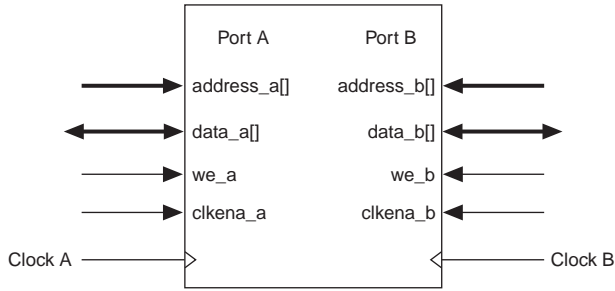 Port A Port B
address_a[] address_b[]
data_a[] data_b[]
we_a we_b
clkena_a clkena_b
Clock A Clock B